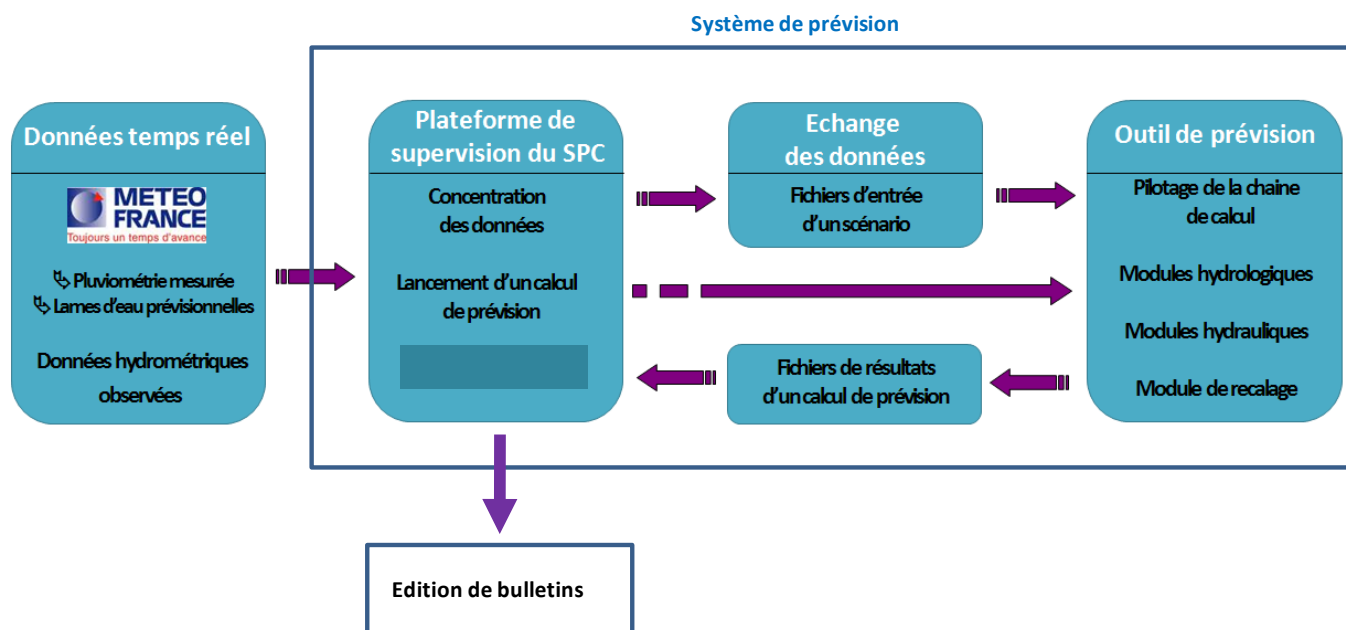 Système de prévision
Données temps réel
METEO
FRANCE
Toujours un temps d'avance
Pluviométrie mesurée
Lames d'eau prévisionnelles
Données hydrométriques
observées
Plateforme de
supervision du SPC
Concentration
des données
Lancement d'un calcul
de prévision
Echange
des données
Fichiers d'entrée
d'un scénario
Fichiers de résultats
d'un calcul de prévision
Outil de prévision
Pilotage de la chaine
de calcul
Modules hydrologiques
Modules hydrauliques
Module de recalage
Edition de bulletins